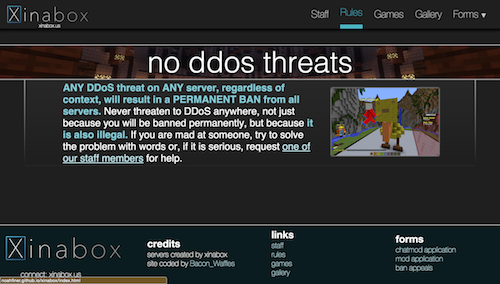 Xinabox
xinabox.us
Staff Rules Games Gallery Forms ▾
no ddos threats
ANY DDoS threat on ANY server, regardless of
context, will result in a PERMANENT BAN from all
servers. Never threaten to DDoS anywhere, not just
because you will be banned permanently, but because it
is also illegal. If you are mad at someone, try to solve
the problem with words or, if it is serious, request one
of our staff members for help.
Xinabox
connect: xinabox.us
credits
servers created by xinabox
site coded by Bacon_Waffles
links
staff
rules
games
gallery
forms
chatmod application
mod application
ban appeals
noahfiner.github.io/xinabox/index.html